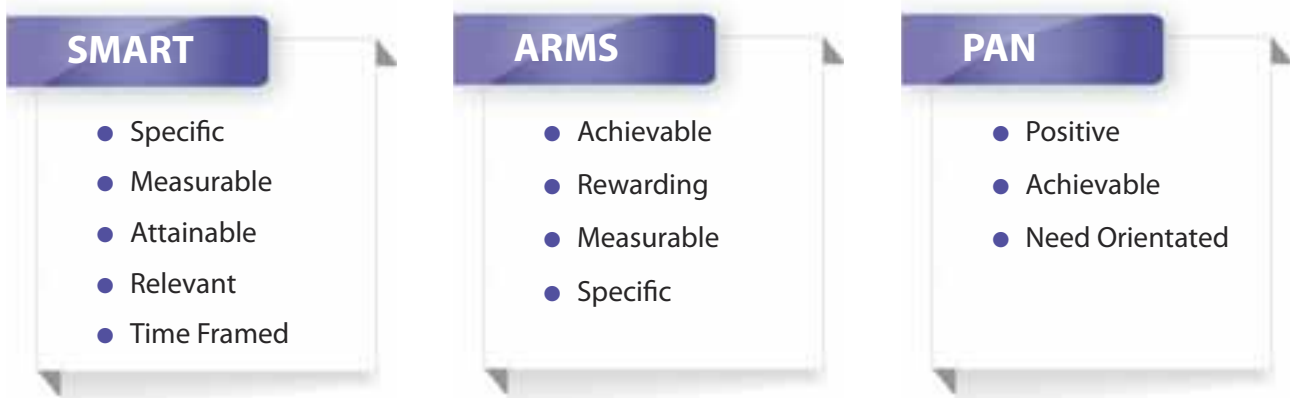 SMART
Specific
Measurable
Attainable
Relevant
Time Framed
ARMS
Achievable
Rewarding
Measurable
Specific
PAN
Positive
Achievable
Need Orientated